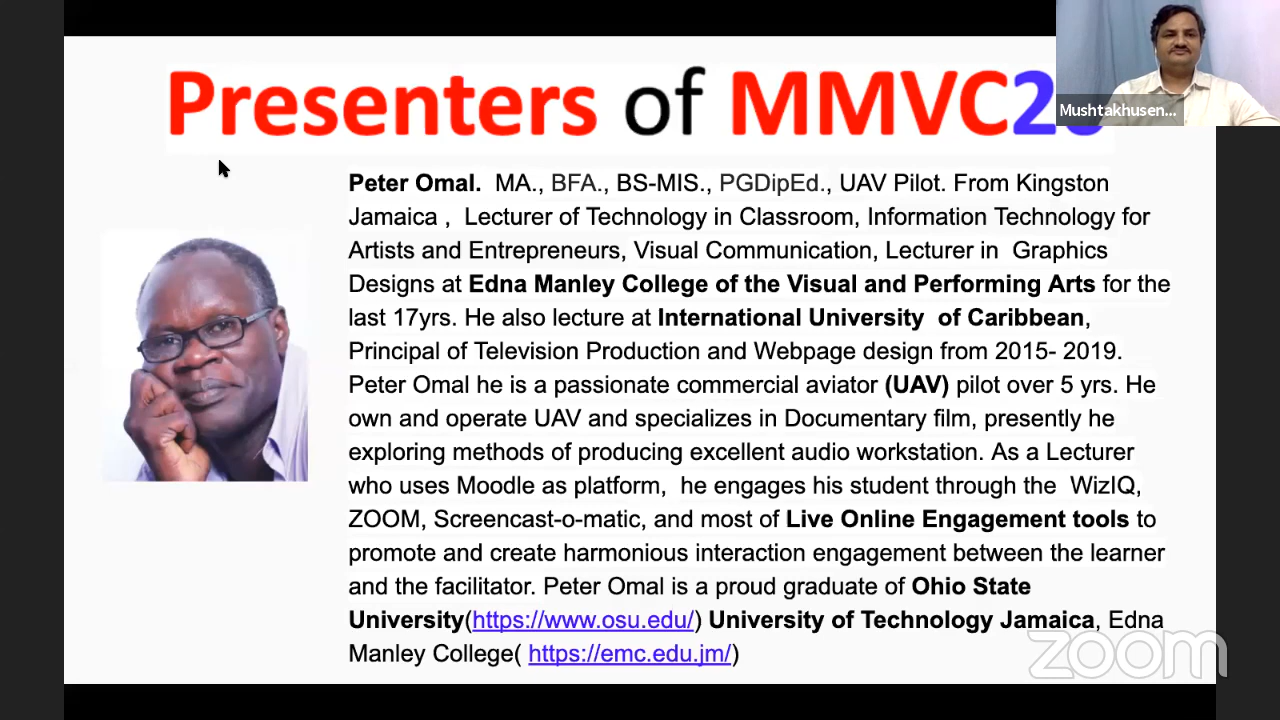 Presenters of MMVC2
Mushtakhusen...
Peter Omal. MA., BFA., BS-MIS., PGDipEd., UAV Pilot. From Kingston
Jamaica , Lecturer of Technology in Classroom, Information Technology for
Artists and Entrepreneurs, Visual Communication, Lecturer in Graphics
Designs at Edna Manley College of the Visual and Performing Arts for the
last 17yrs. He also lecture at International University of Caribbean,
Principal of Television Production and Webpage design from 2015- 2019.
Peter Omal he is a passionate commercial aviator (UAV) pilot over 5 yrs. He
own and operate UAV and specializes in Documentary film, presently he
exploring methods of producing excellent audio workstation. As a Lecturer
who uses Moodle as platform, he engages his student through the WizIQ,
ZOOM, Screencast-o-matic, and most of Live Online Engagement tools to
promote and create harmonious interaction engagement between the learner
and the facilitator. Peter Omal is a proud graduate of Ohio State
University(https://www.osu.edu/) University of Technology Jamaica, Edna
Manley College( https://emc.edu.jm/)
zoom